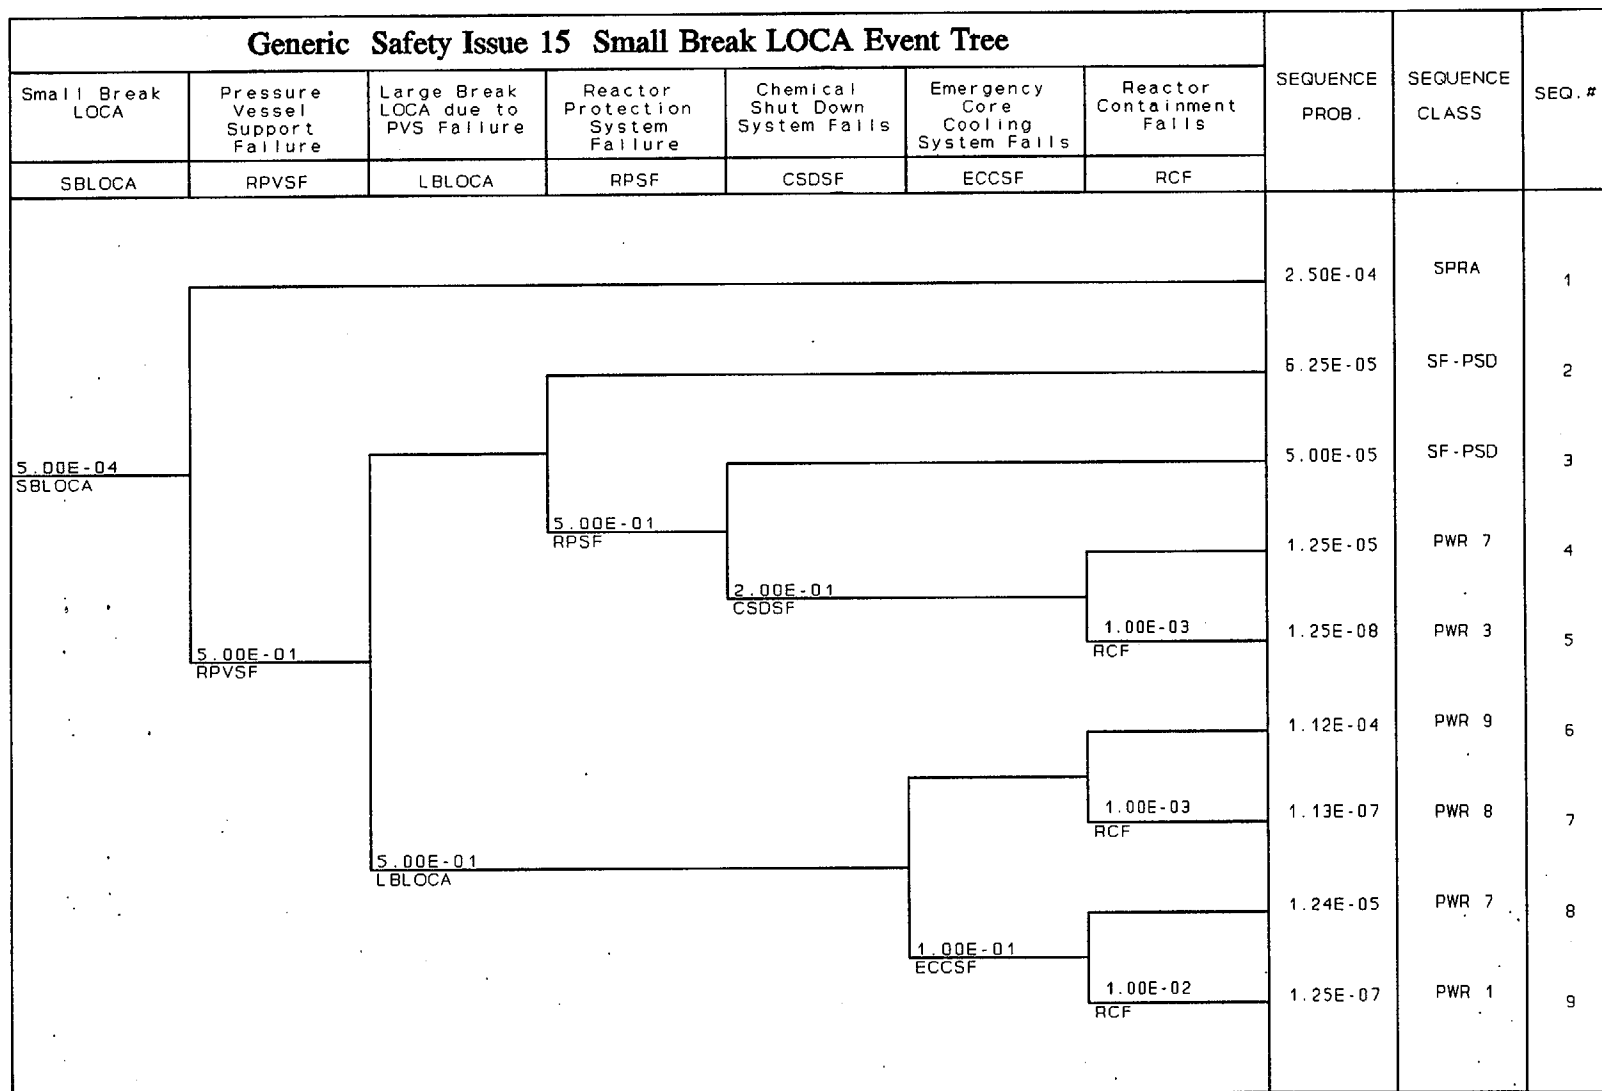 Generic Safety Issue 15 Small Break LOCA Event Tree
Small Break
LOCA
Pressure
Vessel
Support
Failure
Large Break
LOCA due to
PVS Failure
Reactor
Protection
System
Failure
Chemical
Shut Down
System Fails
Emergency
Core
Cooling
System Fails
Reactor
Containment
Fails
SEQUENCE
PROB.
SEQUENCE
CLASS
SEQ.#
SBLOCA
RPVSF
LBLOCA
RPSF
CSDSF
ECCSF
RCF
2.50E-04 SPRA 1
6.25E-05 SF-PSD 2
5.00E-04
SBLOCA
5.00E-05 SF-PSD 3
5.00E-01
RPSF
1.25E-05 PWR 7 4
2.00E-01
CSDSF
1.00E-03
RCF
1.25E-08 PWR 3 5
5.00E-01
RPVSF
1.12E-04 PWR 9 6
1.00E-03
RCF
1.13E-07 PWR 8 7
5.00E-01
LBLOCA
1.24E-05 PWR 7 8
1.00E-01
ECCSF
1.00E-02
RCF
1.25E-07 PWR 1 9